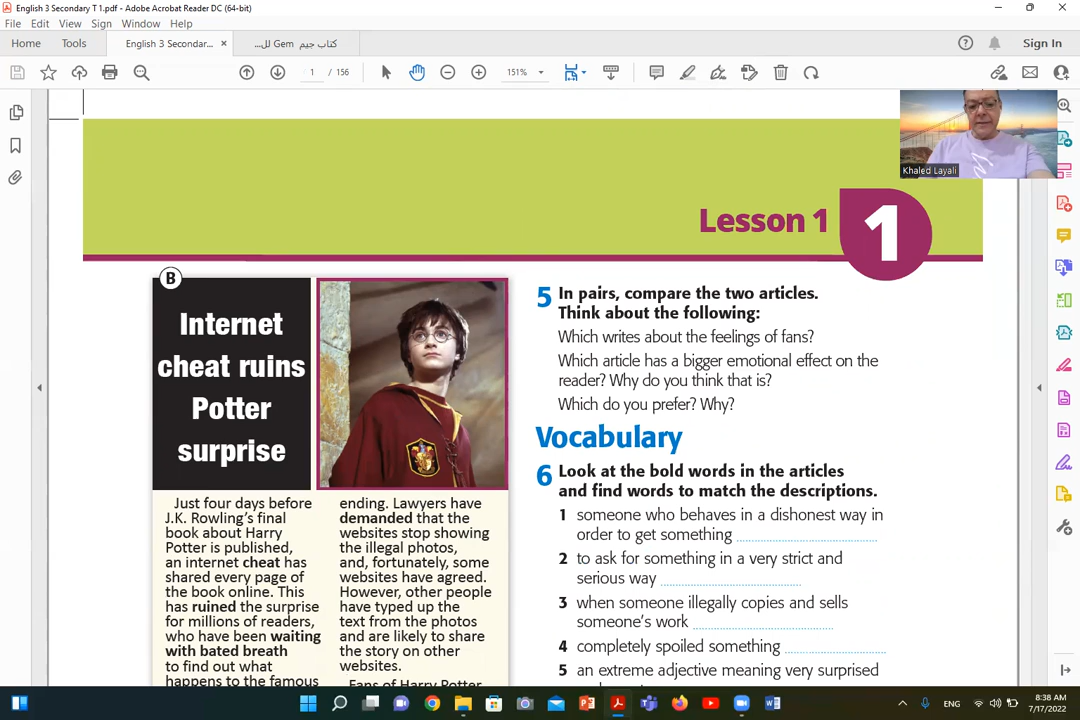 English 3 Secondary T 1.pdf - Adobe Acrobat Reader DC (64-bit)
File Edit View Sign Window Help
Home Tools English 3 Secondar... × كتاب جيم Gem لل...
Sign In
1 / 156
151%
Khaled Layali
Lesson 1 1
B
Internet
cheat ruins
Potter
surprise
Just four days before
J.K. Rowling's final
book about Harry
Potter is published,
an internet cheat has
shared every page of
the book online. This
has ruined the surprise
for millions of readers,
who have been waiting
with bated breath
to find out what
happens to the famous
ending. Lawyers have
demanded that the
websites stop showing
the illegal photos,
and, fortunately, some
websites have agreed.
However, other people
have typed up the
text from the photos
and are likely to share
the story on other
websites.
Fans of Harry Potter
5 In pairs, compare the two articles.
Think about the following:
Which writes about the feelings of fans?
Which article has a bigger emotional effect on the
reader? Why do you think that is?
Which do you prefer? Why?
Vocabulary
6 Look at the bold words in the articles
and find words to match the descriptions.
1 someone who behaves in a dishonest way in
order to get something
2 to ask for something in a very strict and
serious way
3 when someone illegally copies and sells
someone's work
4 completely spoiled something
5 an extreme adjective meaning very surprised
ENG
8:38 AM
7/17/2022